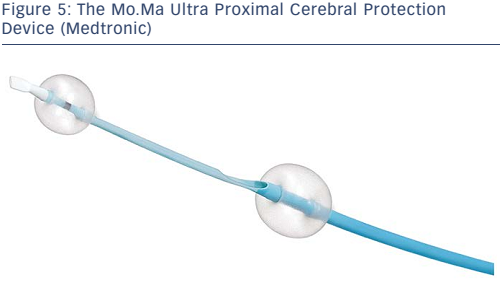 Figure 5: The Mo.Ma Ultra Proximal Cerebral Protection
Device (Medtronic)